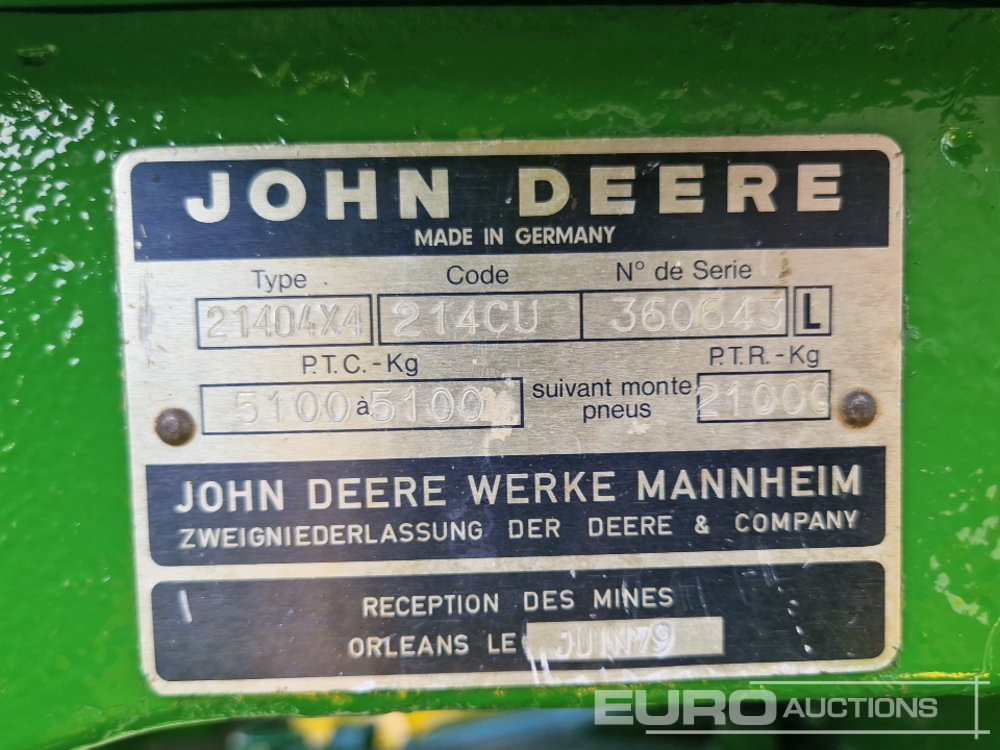 JOHN DEERE
MADE IN GERMANY
Type Code N° de Serie
21404X4 214CU 360643 L
P.T.C.-Kg P.T.R.-Kg
5100 à 5100 suivant monte pneus 21000
JOHN DEERE WERKE MANNHEIM
ZWEIGNIEDERLASSUNG DER DEERE & COMPANY
RECEPTION DES MINES
ORLEANS LE JUIN79
EURO AUCTIONS